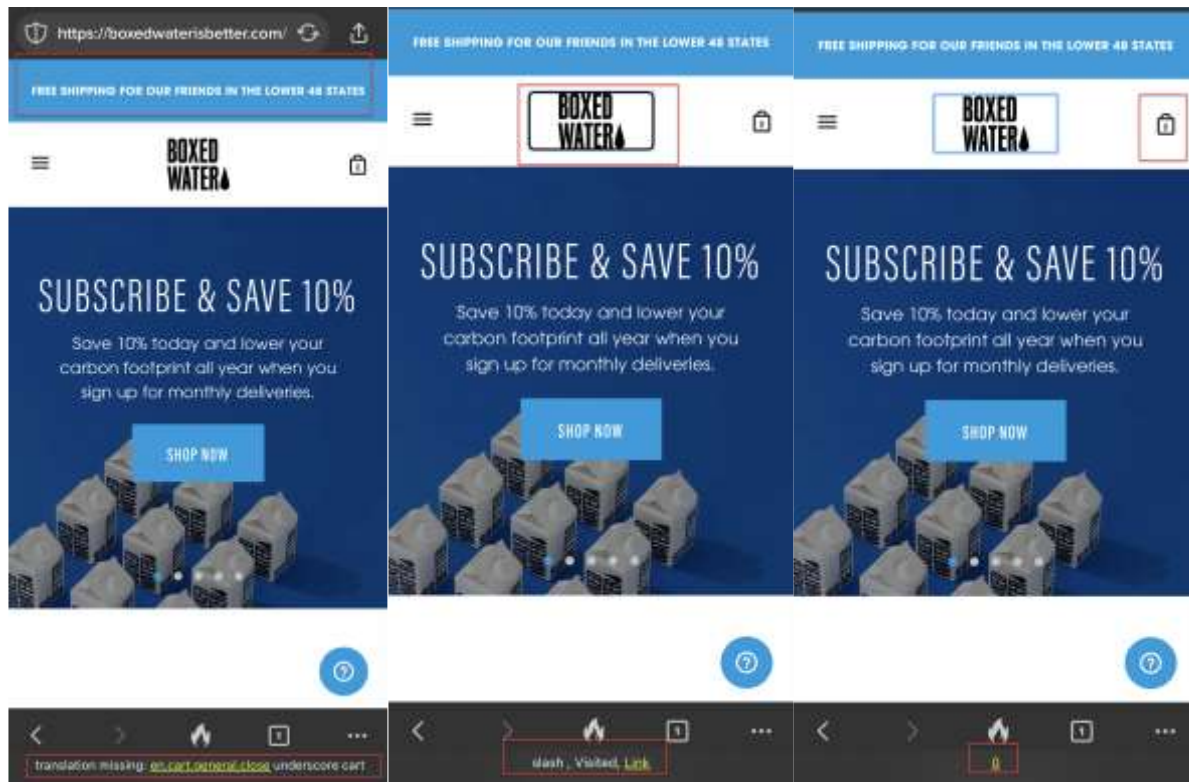 https://boxedwaterisbetter.com/
FREE SHIPPING FOR OUR FRIENDS IN THE LOWER 48 STATES
BOXED
WATER
SUBSCRIBE & SAVE 10%
Save 10% today and lower your
carbon footprint all year when you
sign up for monthly deliveries.
SHOP NOW
?
1
translation missing: en.cart.general.close underscore cart
FREE SHIPPING FOR OUR FRIENDS IN THE LOWER 48 STATES
BOXED
WATER
SUBSCRIBE & SAVE 10%
Save 10% today and lower your
carbon footprint all year when you
sign up for monthly deliveries.
SHOP NOW
?
1
slash , Visited, Link
FREE SHIPPING FOR OUR FRIENDS IN THE LOWER 48 STATES
BOXED
WATER
SUBSCRIBE & SAVE 10%
Save 10% today and lower your
carbon footprint all year when you
sign up for monthly deliveries.
SHOP NOW
?
1